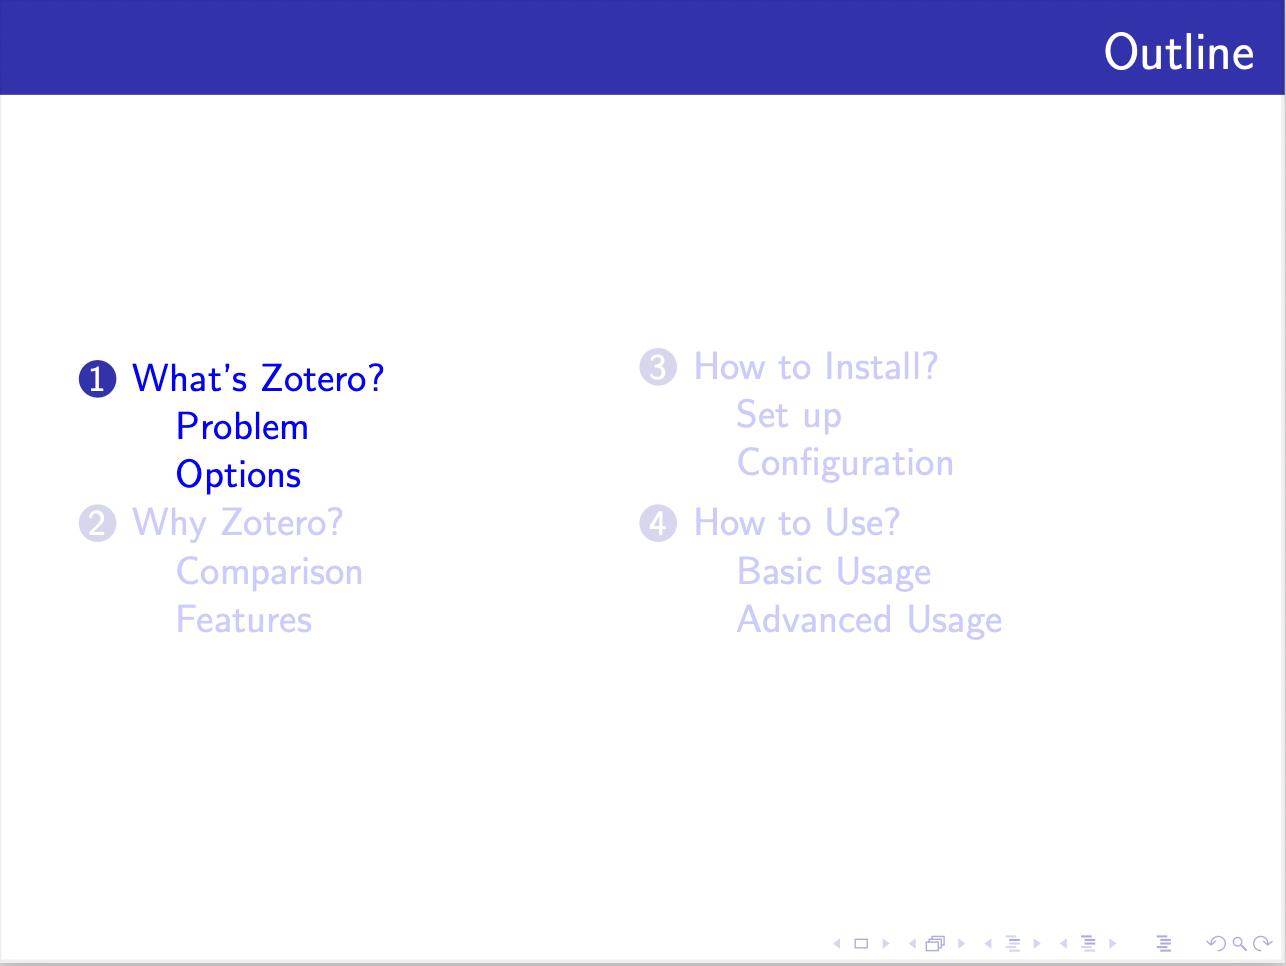 Outline
1 What's Zotero?
Problem
Options
2 Why Zotero?
Comparison
Features
3 How to Install?
Set up
Configuration
4 How to Use?
Basic Usage
Advanced Usage